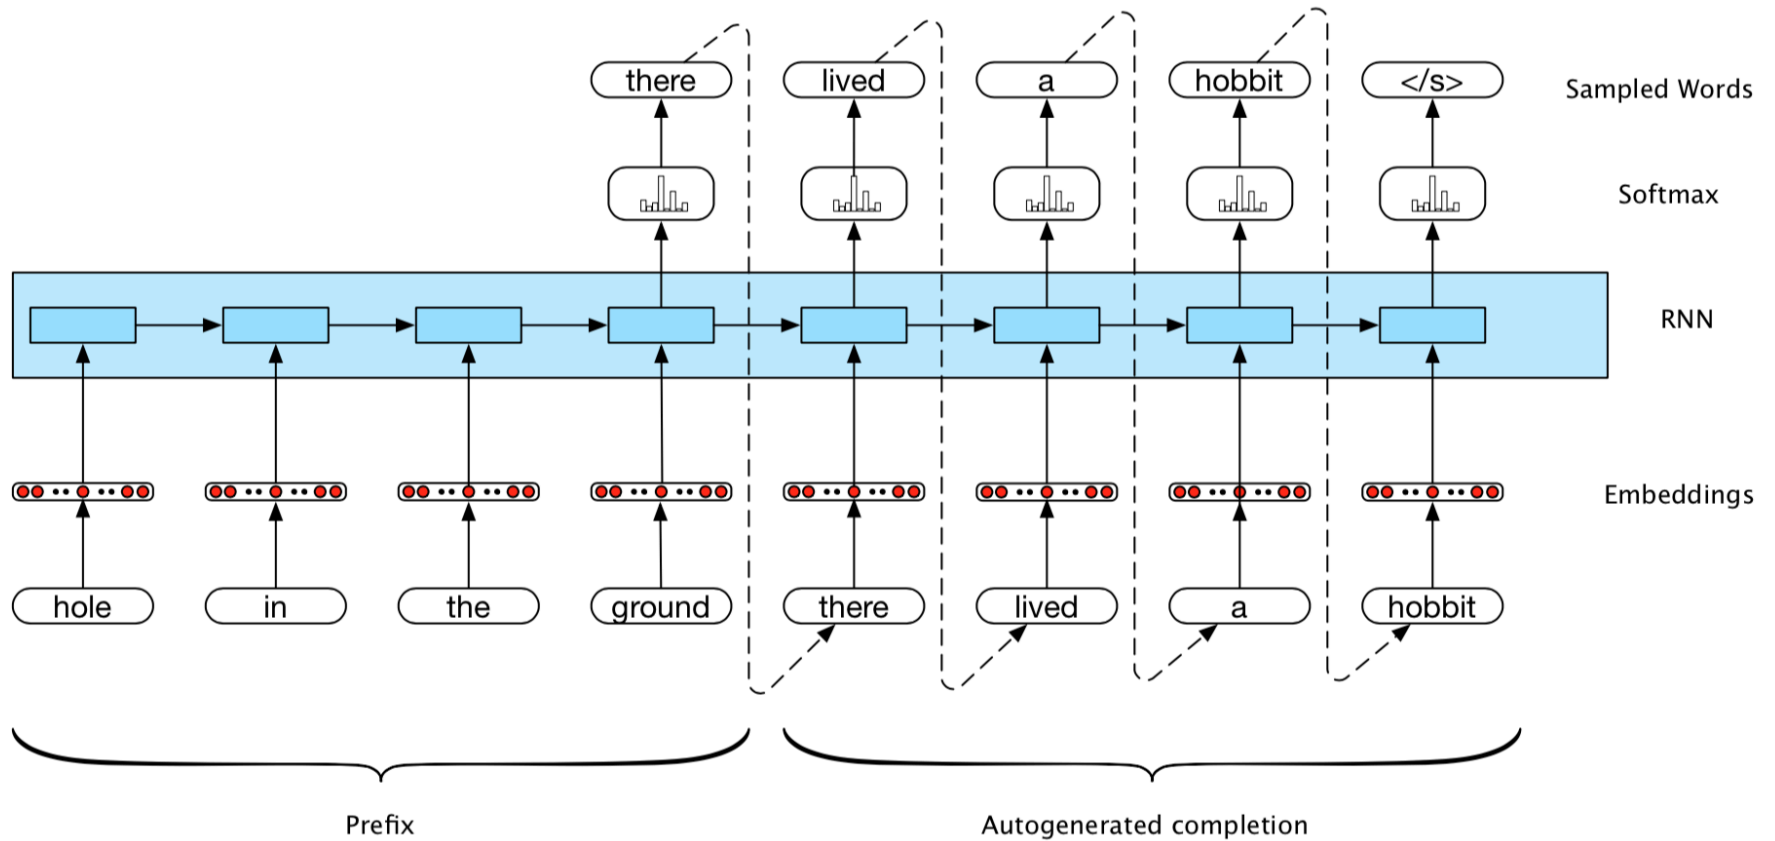 there lived a hobbit </s> Sampled Words
Softmax
RNN
Embeddings
hole in the ground there lived a hobbit
Prefix Autogenerated completion